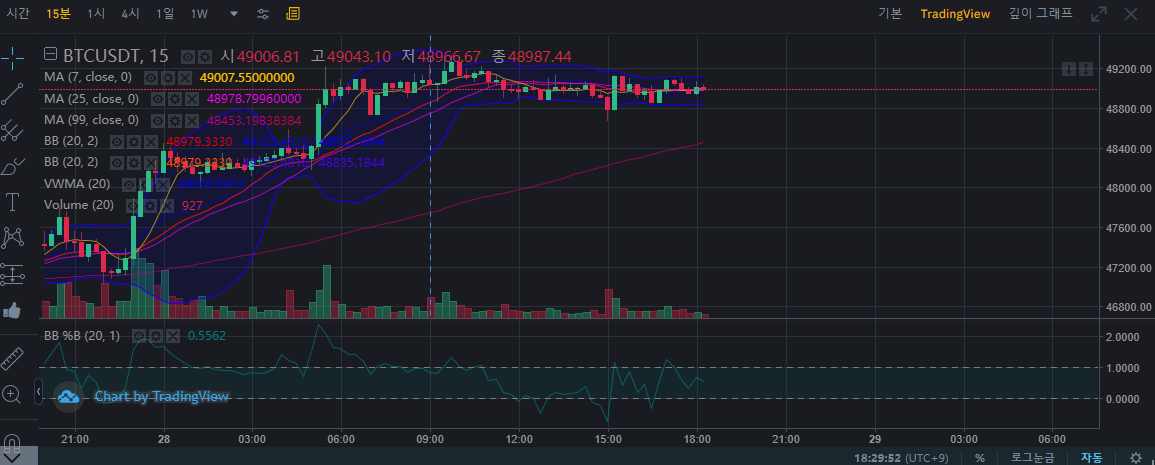 시간 15분 1시 4시 1일 1W 기본 TradingView 깊이 그래프
BTCUSDT, 15 시49006.81 고49043.10 저48966.67 종48987.44
MA (7, close, 0) 49007.55000000
MA (25, close, 0) 48978.79960000
MA (99, close, 0) 48453.19838384
BB (20, 2) 48979.3330
BB (20, 2) 48979.3330 48835.1844
VWMA (20)
Volume (20) 927
49200.00
48800.00
48400.00
48000.00
47600.00
47200.00
46800.00
BB %B (20, 1) 0.5562
2.0000
1.0000
0.0000
Chart by TradingView
21:00 28 03:00 06:00 09:00 12:00 15:00 18:00 21:00 29 03:00 06:00
18:29:52 (UTC+9) % 로그눈금 자동